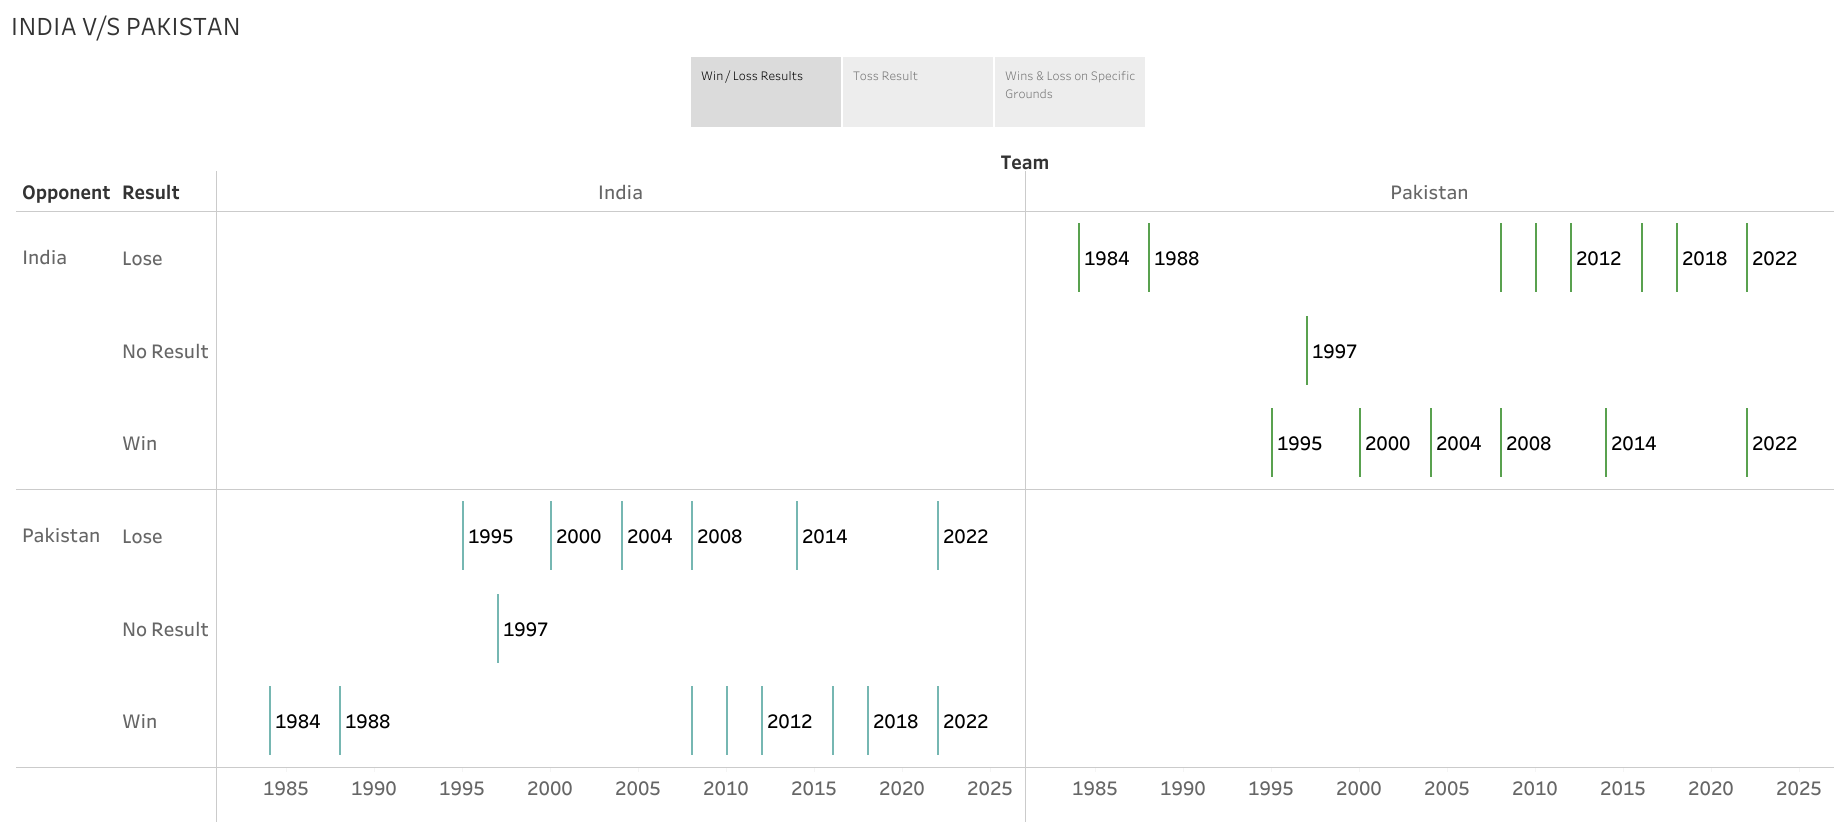 INDIA V/S PAKISTAN
Win / Loss Results
Toss Result
Wins & Loss on Specific
Grounds
Team
Opponent Result India Pakistan
India Lose 1984 1988 2012 2018 2022
No Result 1997
Win 1995 2000 2004 2008 2014 2022
Pakistan Lose 1995 2000 2004 2008 2014 2022
No Result 1997
Win 1984 1988 2012 2018 2022
1985 1990 1995 2000 2005 2010 2015 2020 2025 1985 1990 1995 2000 2005 2010 2015 2020 2025